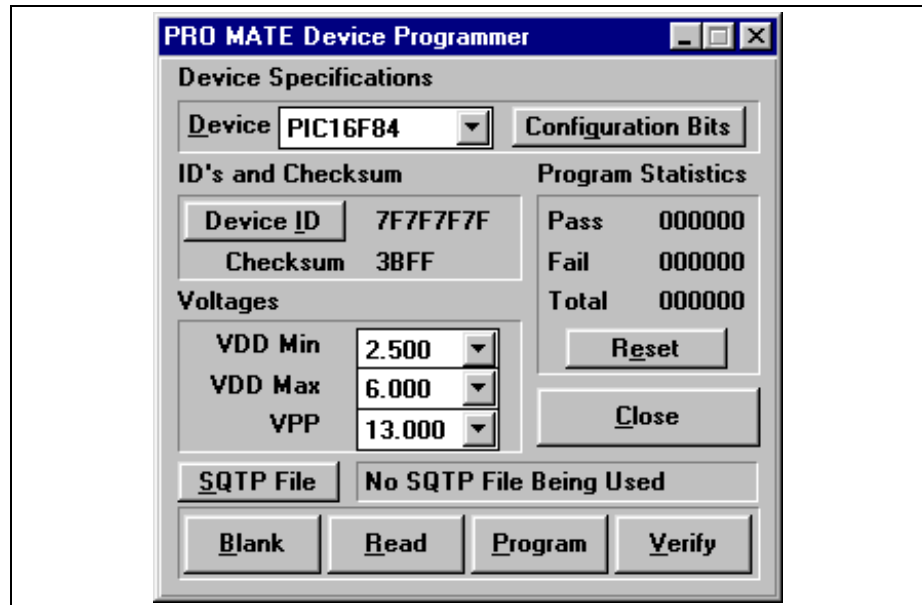 PRO MATE Device Programmer
Device Specifications
Device PIC16F84 Configuration Bits
ID's and Checksum
Device ID 7F7F7F7F
Checksum 3BFF
Program Statistics
Pass 000000
Fail 000000
Total 000000
Reset
Voltages
VDD Min 2.500
VDD Max 6.000
VPP 13.000
Close
SQTP File No SQTP File Being Used
Blank Read Program Verify